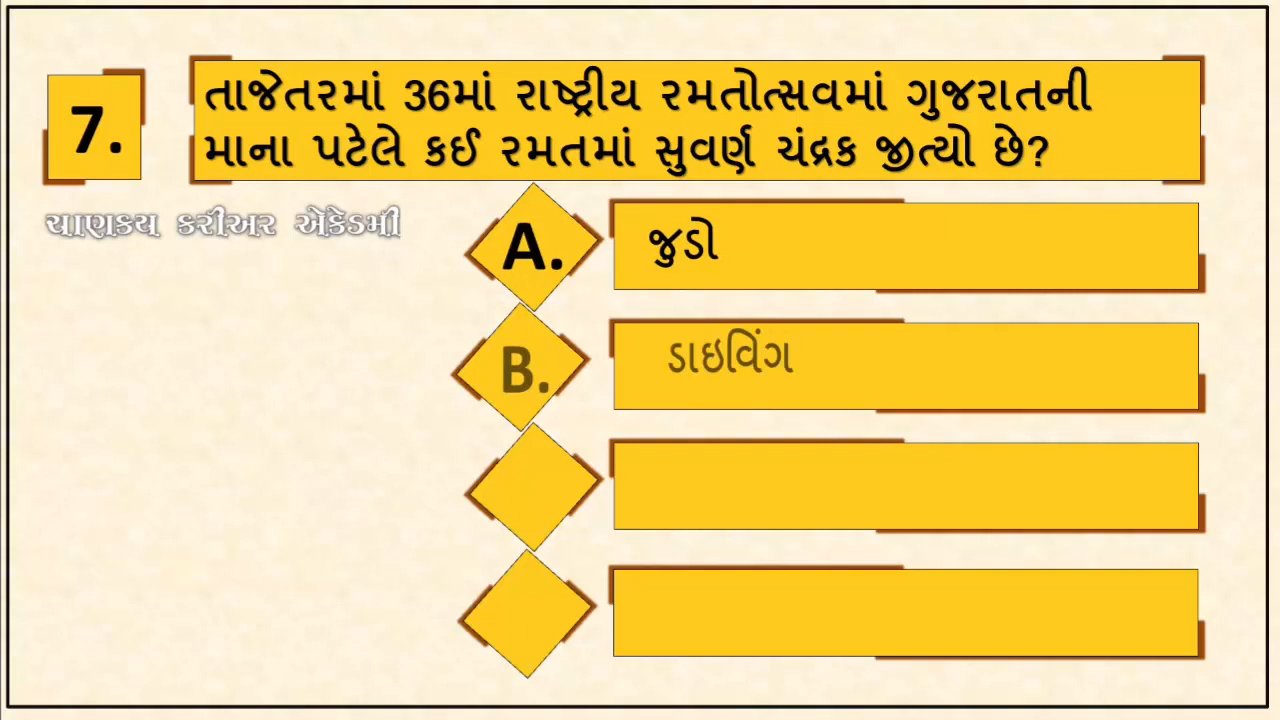 7.
તાજેતરમાં 36માં રાષ્ટ્રીય રમતોત્સવમાં ગુજરાતની
માના પટેલે કઈ રમતમાં સુવર્ણ ચંદ્રક જીત્યો છે?
ચાણક્ય કરીઅર એકેડમી
A. જુડો
B. ડાઇવિંગ